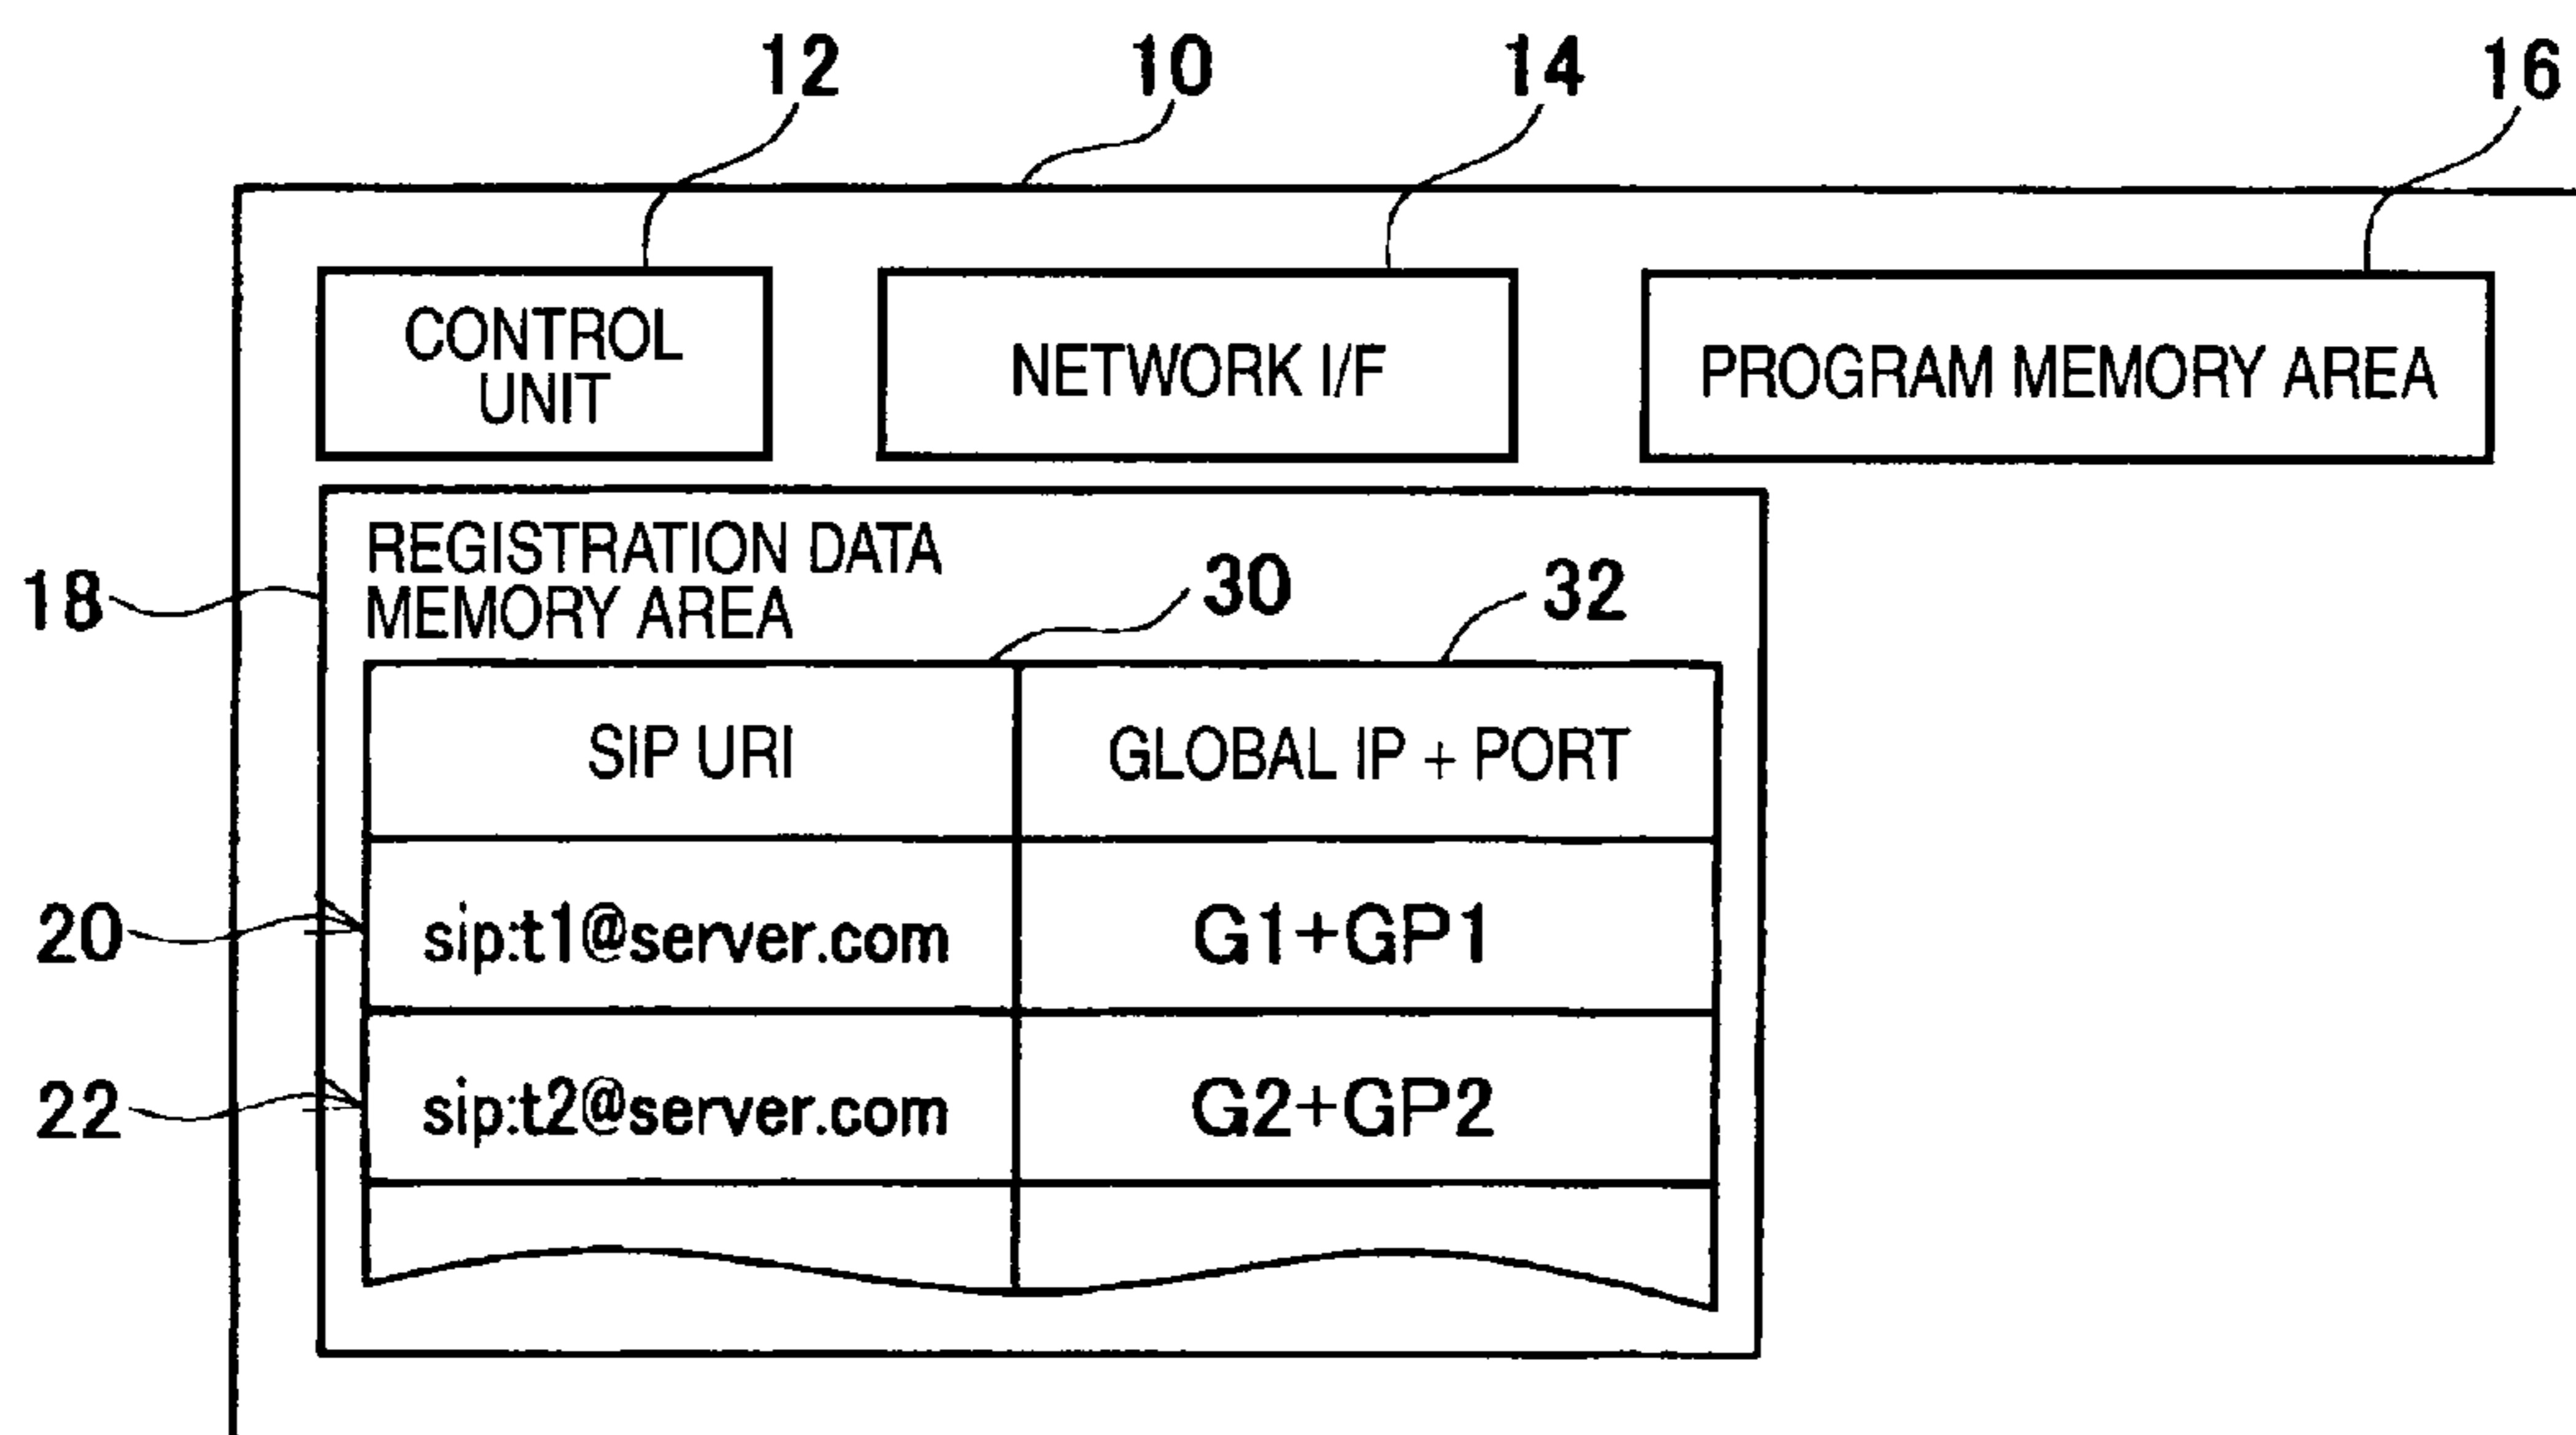 12 10 14 16
CONTROL
UNIT
NETWORK I/F
PROGRAM MEMORY AREA
18
REGISTRATION DATA
MEMORY AREA
30 32
SIP URI GLOBAL IP + PORT
20 sip:t1@server.com G1+GP1
22 sip:t2@server.com G2+GP2